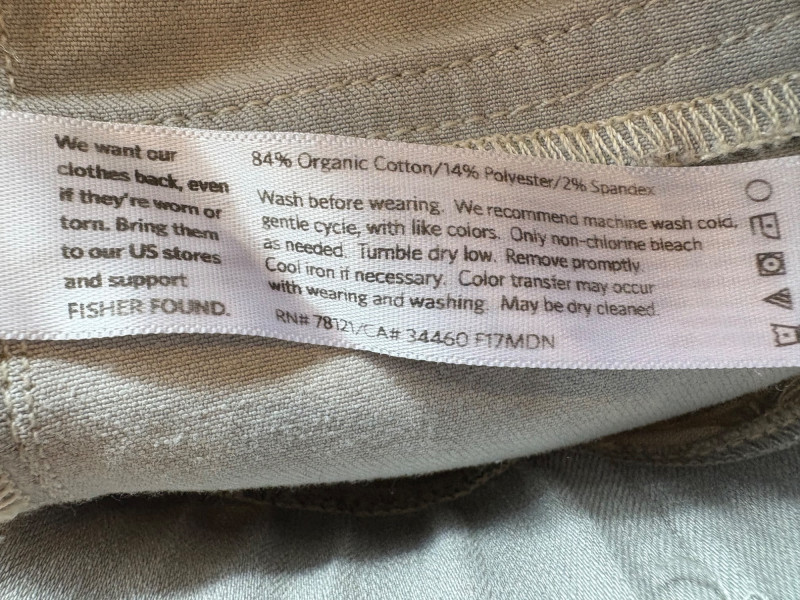 We want our
clothes back, even
if they're worn or
torn. Bring them
to our US stores
and support
FISHER FOUND.
84% Organic Cotton/14% Polyester/2% Spandex
Wash before wearing. We recommend machine wash cold,
gentle cycle, with like colors. Only non-chlorine bleach
as needed. Tumble dry low. Remove promptly.
Cool iron if necessary. Color transfer may occur
with wearing and washing. May be dry cleaned.
RN# 78121/CA# 34460 F17MDN